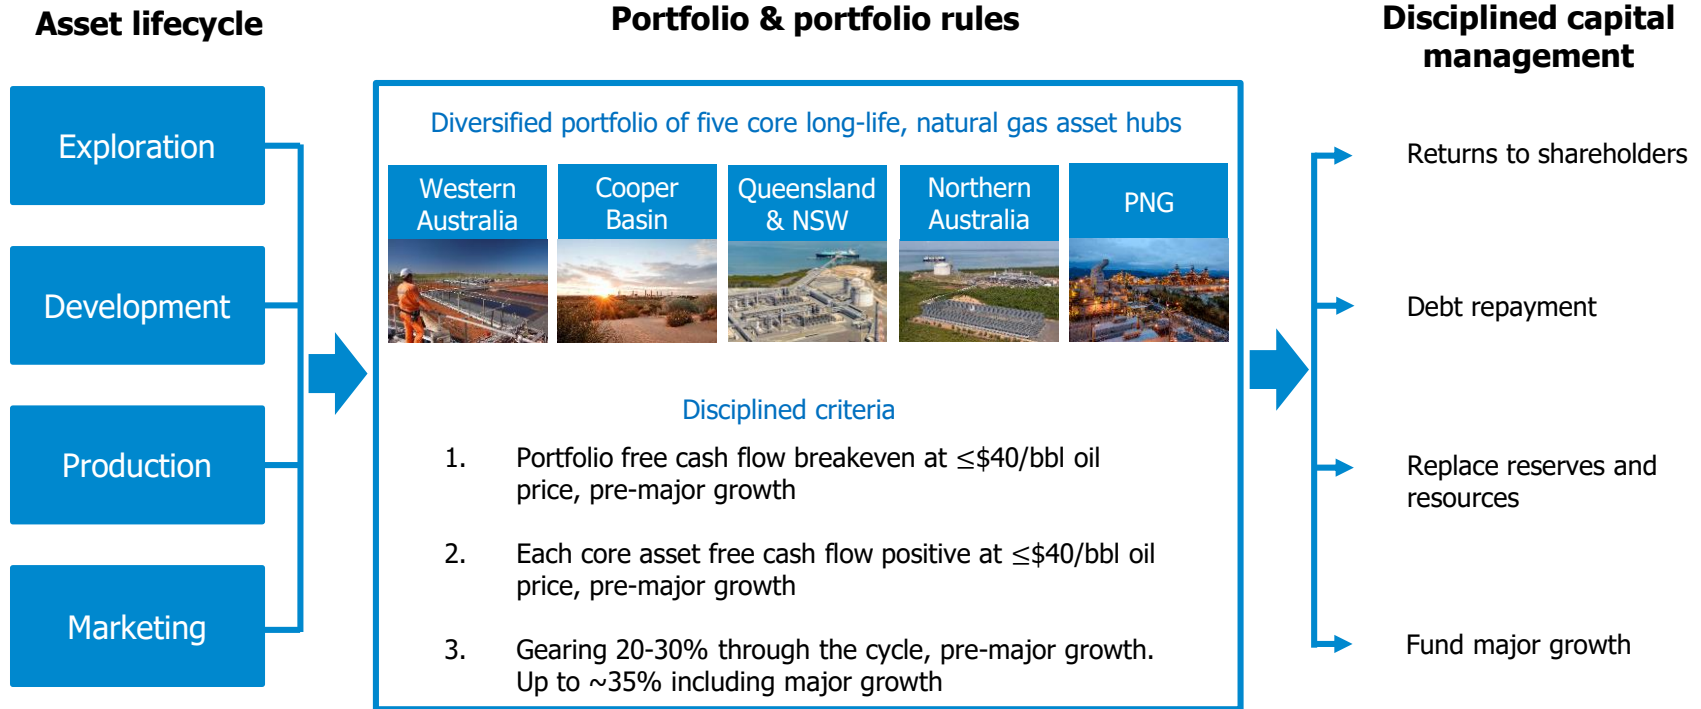 Asset lifecycle
Exploration
Development
Production
Marketing
Portfolio & portfolio rules
Diversified portfolio of five core long-life, natural gas asset hubs
Western
Australia
Cooper
Basin
Queensland
& NSW
Northern
Australia
PNG
Disciplined criteria
1. Portfolio free cash flow breakeven at ≤$40/bbl oil
price, pre-major growth
2. Each core asset free cash flow positive at ≤$40/bbl oil
price, pre-major growth
3. Gearing 20-30% through the cycle, pre-major growth.
Up to ~35% including major growth
Disciplined capital
management
Returns to shareholders
Debt repayment
Replace reserves and
resources
Fund major growth